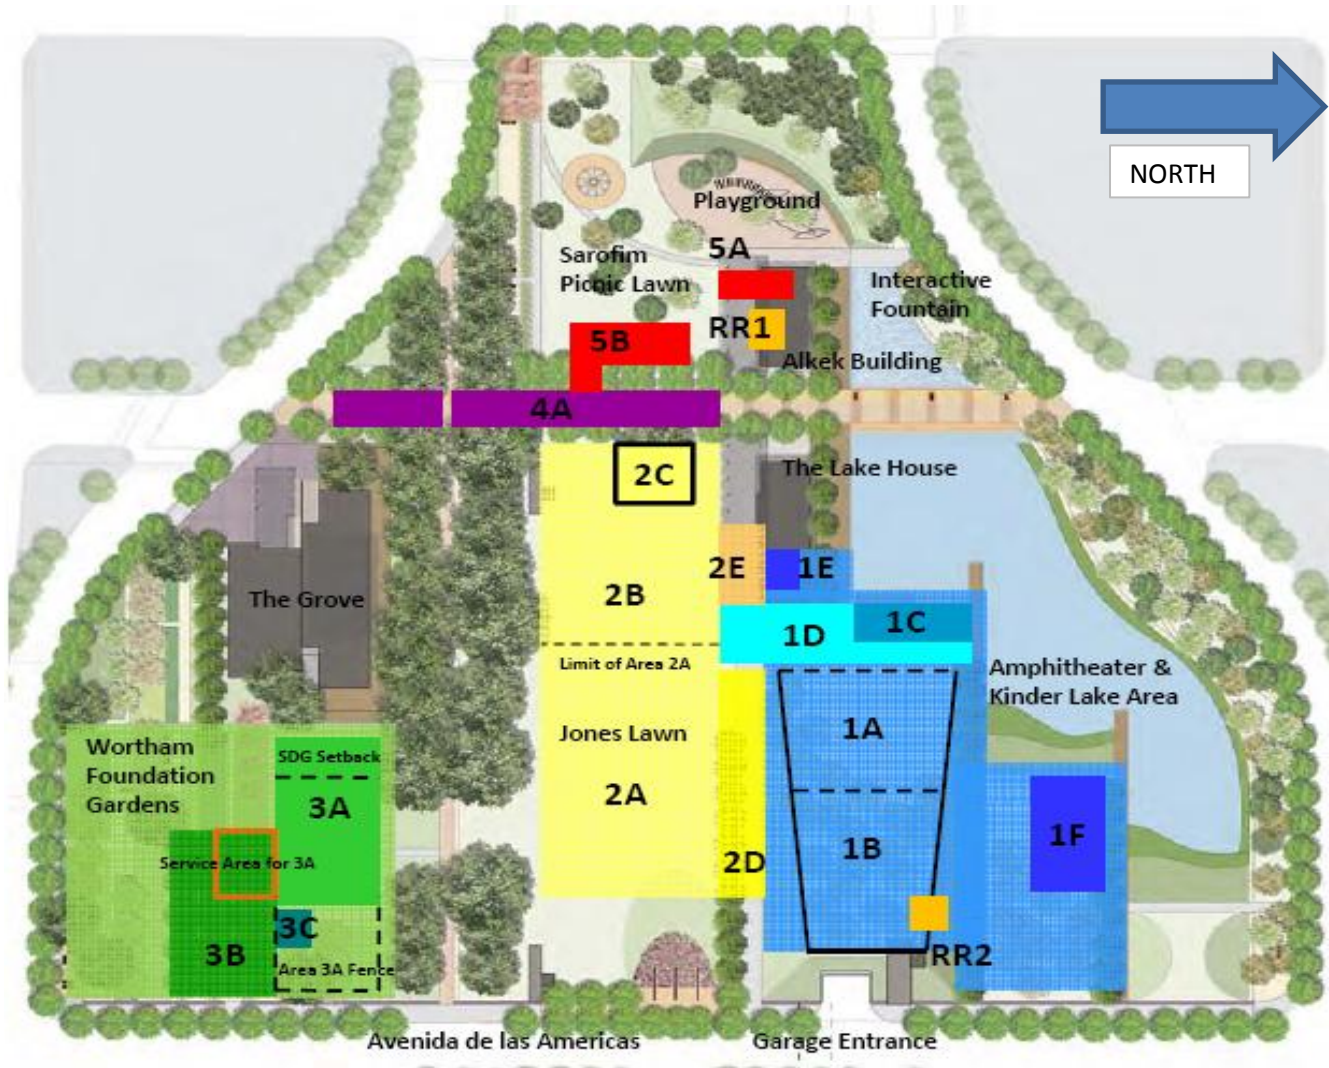 NORTH
Playground
5A
Sarofim
Picnic Lawn
Interactive
Fountain
RR1
5B
Alkek Building
4A
2C
The Lake House
2E
1E
2B
The Grove
1C
1D
Limit of Area 2A
Amphitheater &
Kinder Lake Area
Wortham
Foundation
Gardens
SDG Setback
Jones Lawn
1A
3A
2A
1F
1B
Service Area for 3A
2D
3C
3B
RR2
Area 3A Fence
Avenida de las Americas
Garage Entrance